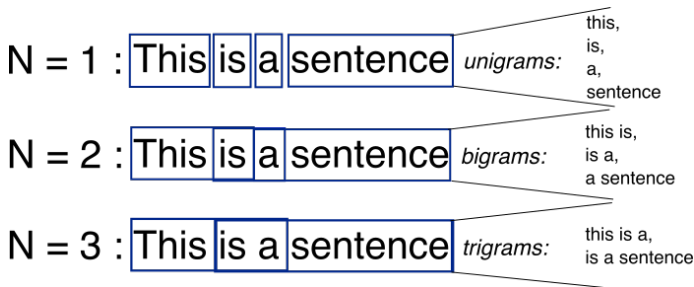 N = 1 : This is a sentence unigrams:
this,
is,
a,
sentence
N = 2 : This is a sentence bigrams:
this is,
is a,
a sentence
N = 3 : This is a sentence trigrams:
this is a,
is a sentence